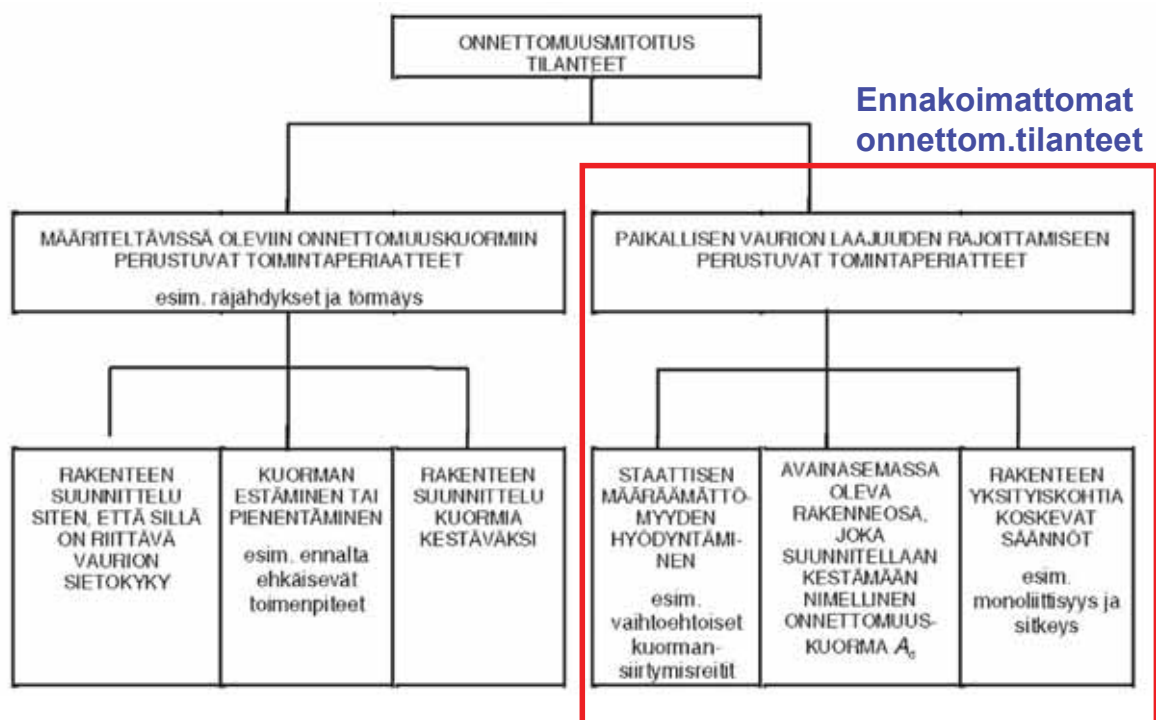 ONNETTOMUUSMITOITUS
TILANTEET
Ennakoimattomat
onnettom.tilanteet
MÄÄRITELTÄVISSÄ OLEVIIN ONNETTOMUUSKUORMIIN
PERUSTUVAT TOIMINTAPERIAATTEET
esim. räjähdykset ja törmäys
PAIKALLISEN VAURION LAAJUUDEN RAJOITTAMISEEN
PERUSTUVAT TOMINTAPERIATTEET
RAKENTEEN
SUUNNITTELU
SITEN, ETTÄ SILLÄ
ON RIITTÄVÄ
VAURION
SIETOKYKY
KUORMAN
ESTÄMINEN TAI
PIENENTÄMINEN
esim. ennalta
ehkäisevät
toimenpiteet
RAKENTEEN
SUUNNITTELU
KUORMIA
KESTÄVÄKSI
STAATTISEN
MÄÄRÄÄMÄTTÖ-
MYYDEN
HYÖDYNTÄMI-
NEN
esim.
vaihtoehtoiset
kuorman-
siirtymisreitit
AVAINASEMASSA
OLEVA
RAKENNEOSA,
JOKA
SUUNNITELLAAN
KESTÄMÄÄN
NIMELLINEN
ONNETTOMUUS-
KUORMA Ad
RAKENTEEN
YKSITYISKOHTIA
KOSKEVAT
SÄÄNNÖT
esim.
monoliittisyys ja
sitkeys